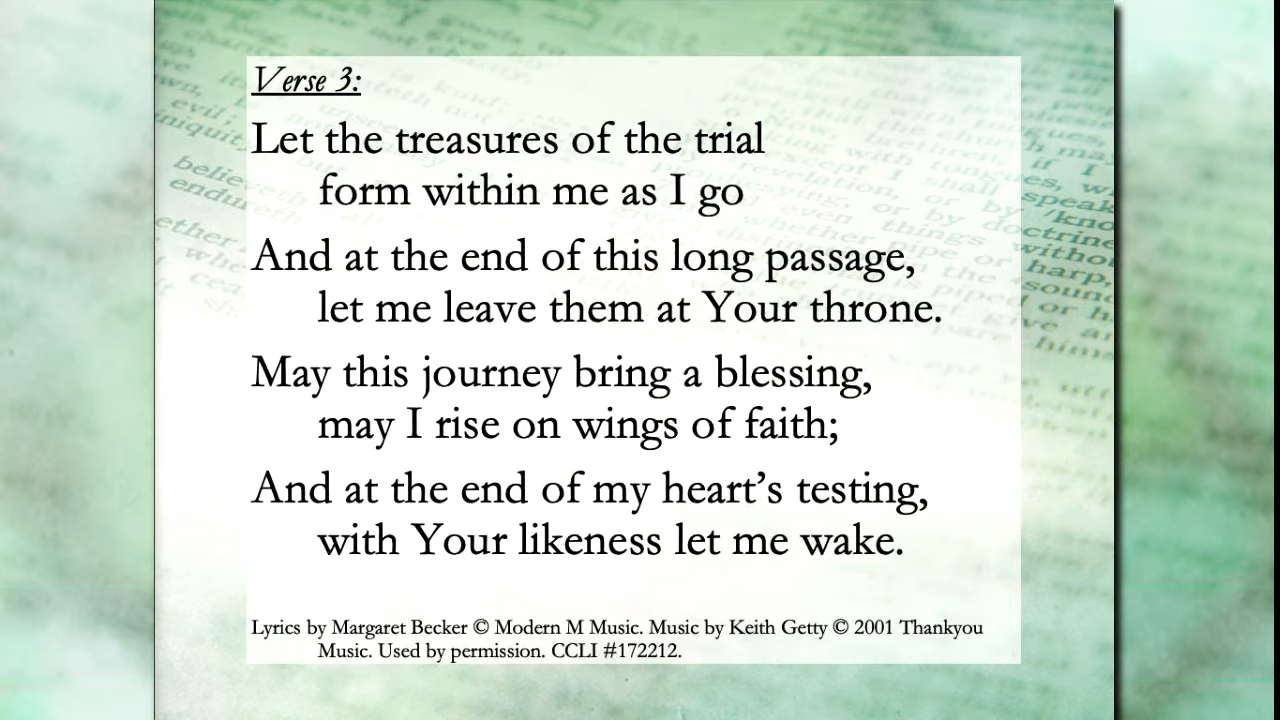 Verse 3:
Let the treasures of the trial
form within me as I go
And at the end of this long passage,
let me leave them at Your throne.
May this journey bring a blessing,
may I rise on wings of faith;
And at the end of my heart’s testing,
with Your likeness let me wake.
Lyrics by Margaret Becker © Modern M Music. Music by Keith Getty © 2001 Thankyou
Music. Used by permission. CCLI #172212.